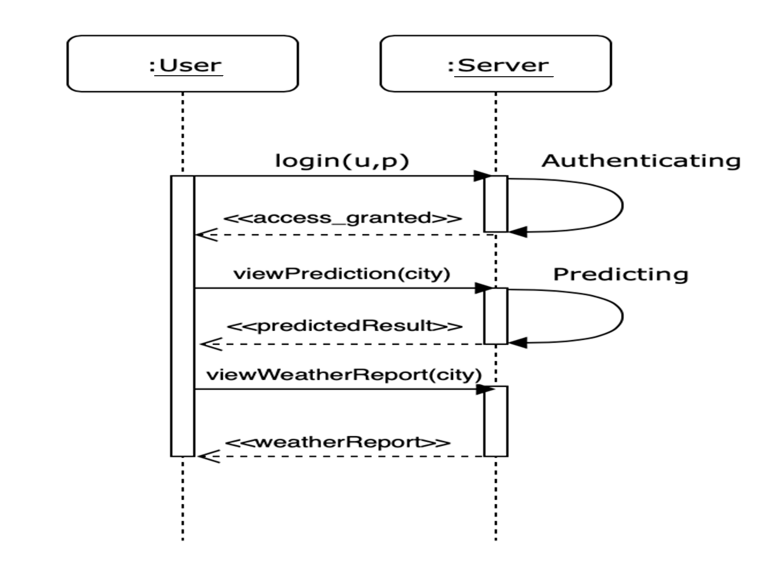 :User
:Server
login(u,p)
Authenticating
<<access_granted>>
viewPrediction(city)
Predicting
<<predictedResult>>
viewWeatherReport(city)
<<weatherReport>>